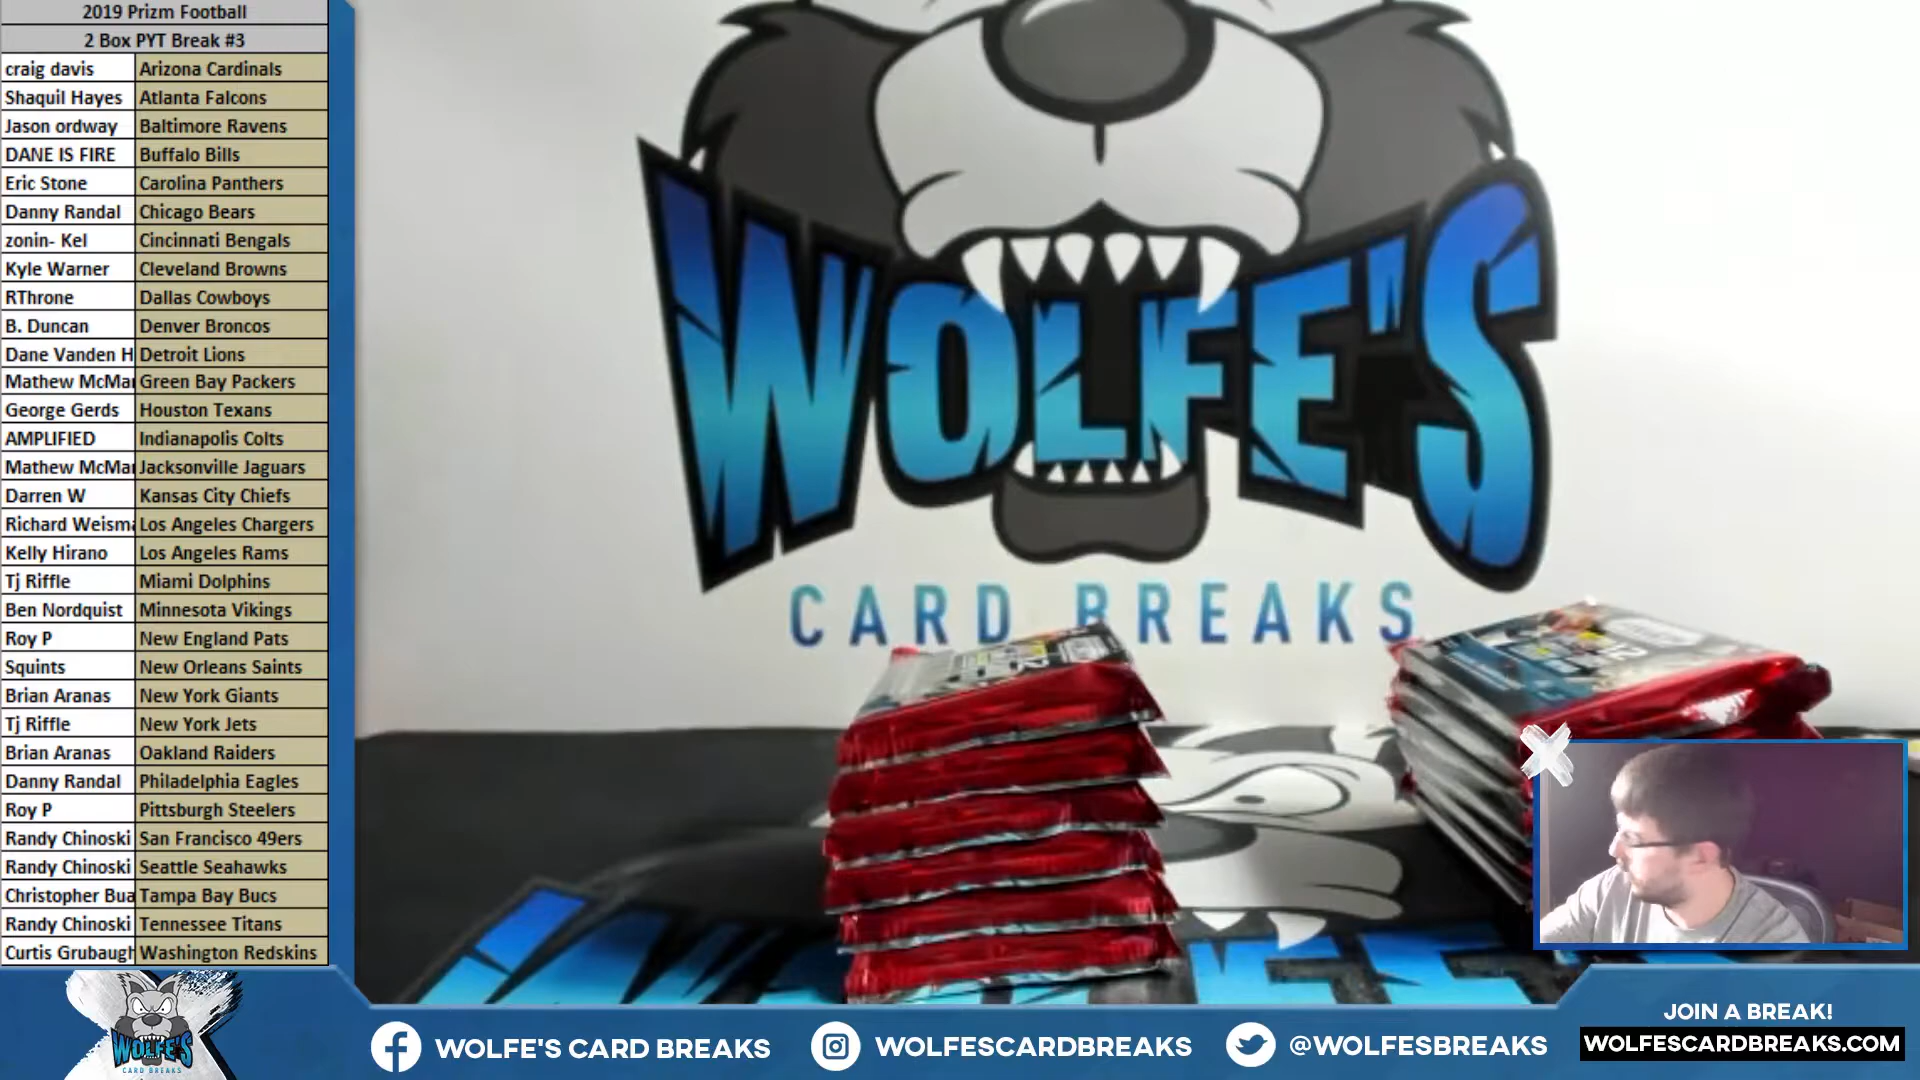 2019 Prizm Football
2 Box PYT Break #3
craig davis Arizona Cardinals
Shaquil Hayes Atlanta Falcons
Jason ordway Baltimore Ravens
DANE IS FIRE Buffalo Bills
Eric Stone Carolina Panthers
Danny Randal Chicago Bears
zonin- Kel Cincinnati Bengals
Kyle Warner Cleveland Browns
RThrone Dallas Cowboys
B. Duncan Denver Broncos
Dane Vanden H Detroit Lions
Mathew McMa Green Bay Packers
George Gerds Houston Texans
AMPLIFIED Indianapolis Colts
Mathew McMa Jacksonville Jaguars
Darren W Kansas City Chiefs
Richard Weisma Los Angeles Chargers
Kelly Hirano Los Angeles Rams
Tj Riffle Miami Dolphins
Ben Nordquist Minnesota Vikings
Roy P New England Pats
Squints New Orleans Saints
Brian Aranas New York Giants
Tj Riffle New York Jets
Brian Aranas Oakland Raiders
Danny Randal Philadelphia Eagles
Roy P Pittsburgh Steelers
Randy Chinoski San Francisco 49ers
Randy Chinoski Seattle Seahawks
Christopher Bua Tampa Bay Bucs
Randy Chinoski Tennessee Titans
Curtis Grubaugh Washington Redskins
WOLFE'S
CARD BREAKS
WOLFE'S
CARD BREAKS
WOLFE'S CARD BREAKS
WOLFESCARDBREAKS
@WOLFESBREAKS
JOIN A BREAK!
WOLFESCARDBREAKS.COM